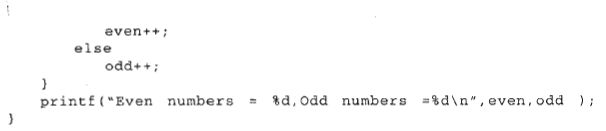 even++;
else
odd++;
}
printf("Even numbers = %d,Odd numbers =%d\n",even,odd );
}